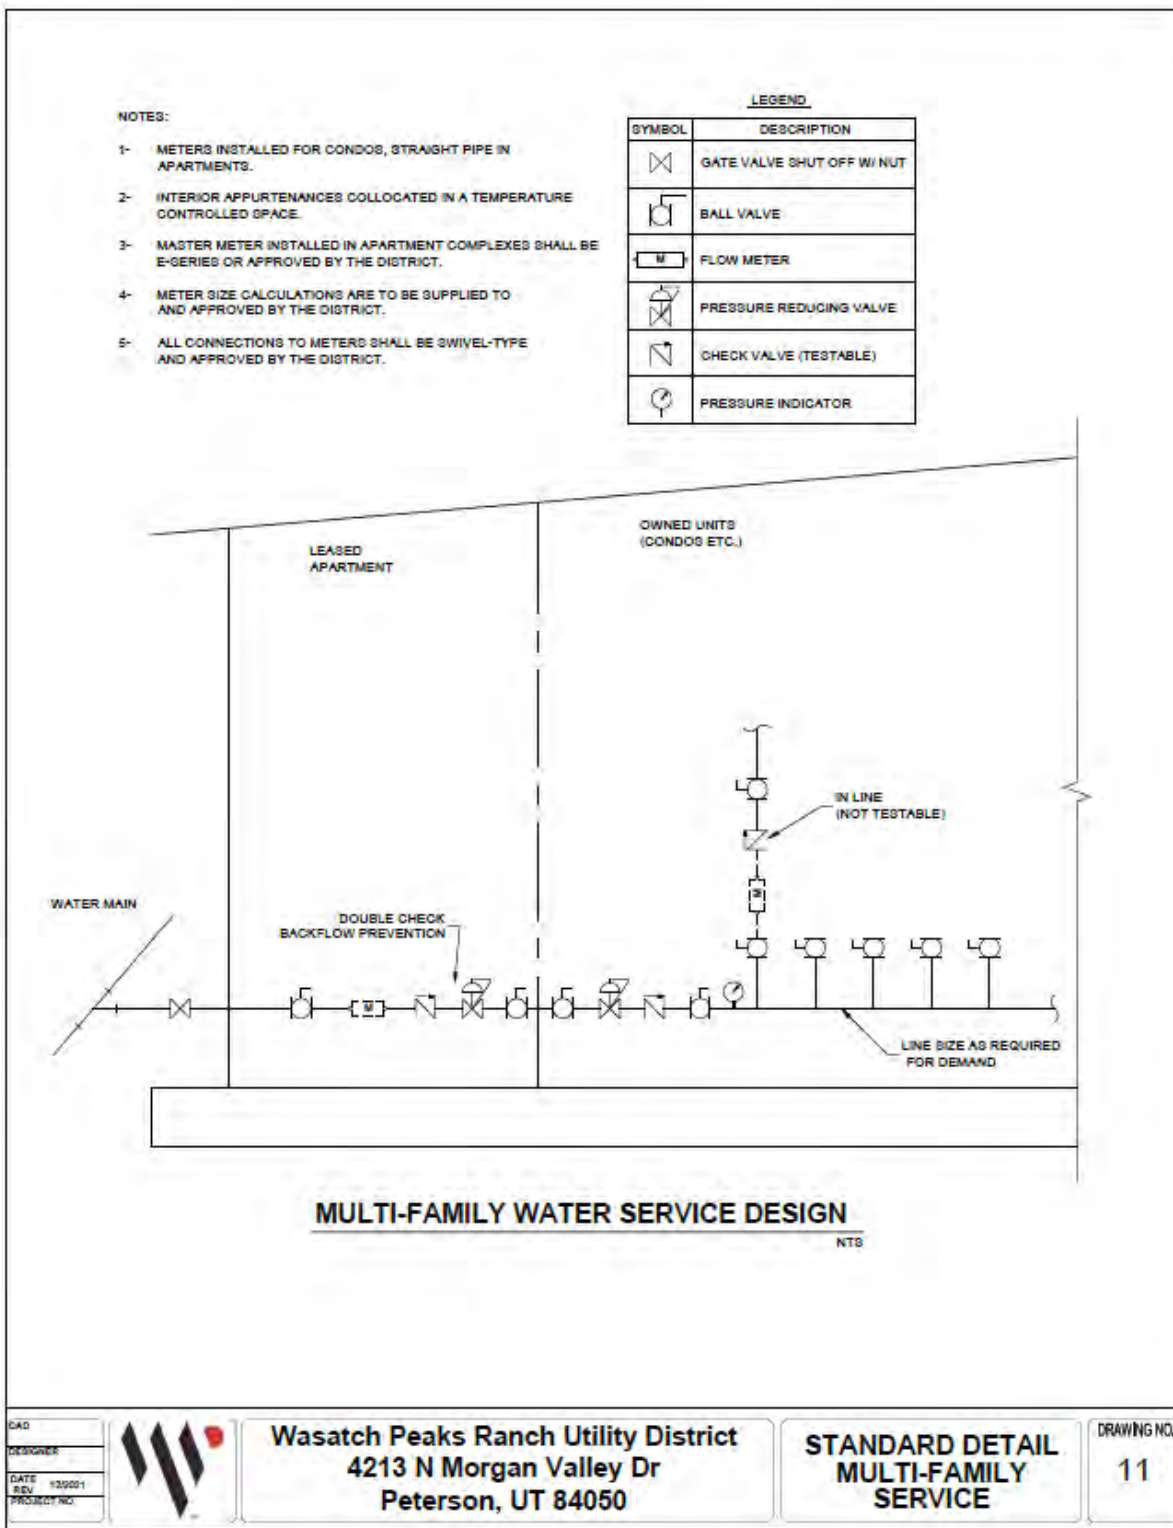 NOTES:
1- METERS INSTALLED FOR CONDOS, STRAIGHT PIPE IN
APARTMENTS.
2- INTERIOR APPURTENANCES COLLOCATED IN A TEMPERATURE
CONTROLLED SPACE.
3- MASTER METER INSTALLED IN APARTMENT COMPLEXES SHALL BE
E-SERIES OR APPROVED BY THE DISTRICT.
4- METER SIZE CALCULATIONS ARE TO BE SUPPLIED TO
AND APPROVED BY THE DISTRICT.
5- ALL CONNECTIONS TO METERS SHALL BE SWIVEL-TYPE
AND APPROVED BY THE DISTRICT.
LEGEND
SYMBOL DESCRIPTION
GATE VALVE SHUT OFF W/ NUT
BALL VALVE
M FLOW METER
PRESSURE REDUCING VALVE
CHECK VALVE (TESTABLE)
PRESSURE INDICATOR
LEASED
APARTMENT
OWNED UNITS
(CONDOS ETC.)
IN LINE
(NOT TESTABLE)
M
WATER MAIN
DOUBLE CHECK
BACKFLOW PREVENTION
M
LINE SIZE AS REQUIRED
FOR DEMAND
MULTI-FAMILY WATER SERVICE DESIGN
NTS
CAD
DESIGNER
DATE
REV 12/2021
PROJECT NO.
Wasatch Peaks Ranch Utility District
4213 N Morgan Valley Dr
Peterson, UT 84050
STANDARD DETAIL
MULTI-FAMILY
SERVICE
DRAWING NO.
11